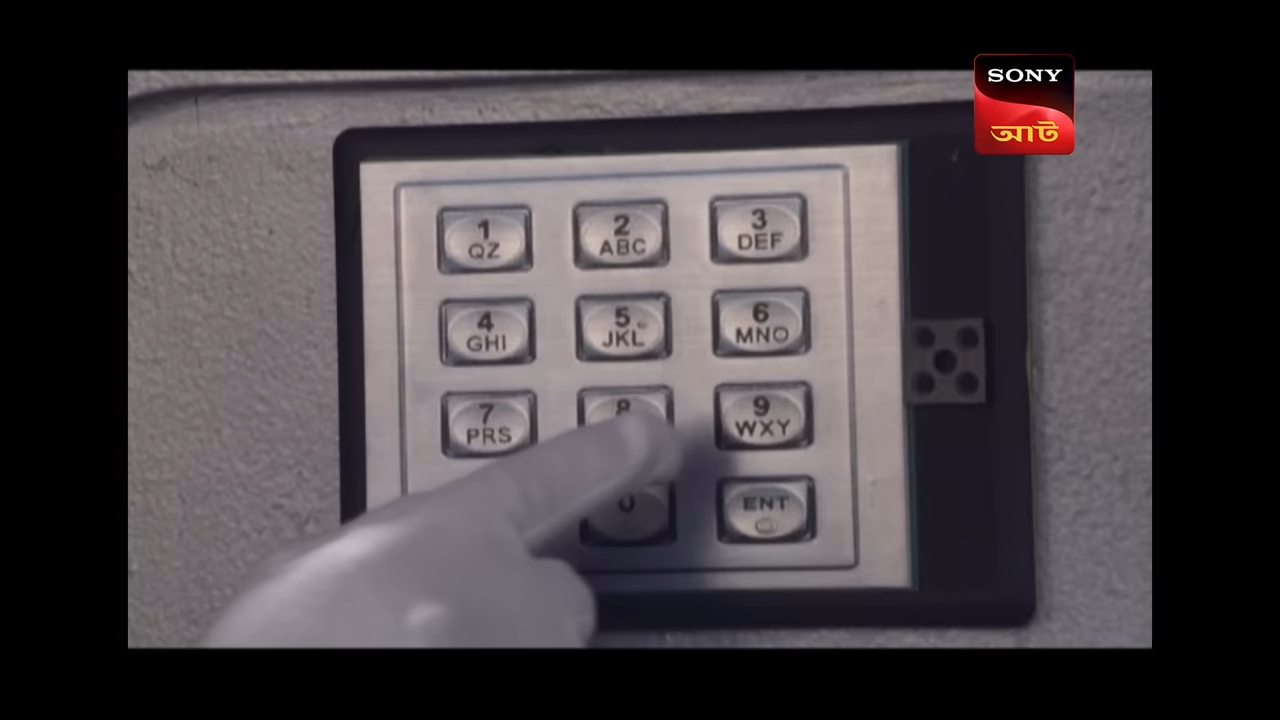 SONY
আট
1
QZ
2
ABC
3
DEF
4
GHI
5
JKL
6
MNO
7
PRS
8
9
WXY
0
ENT